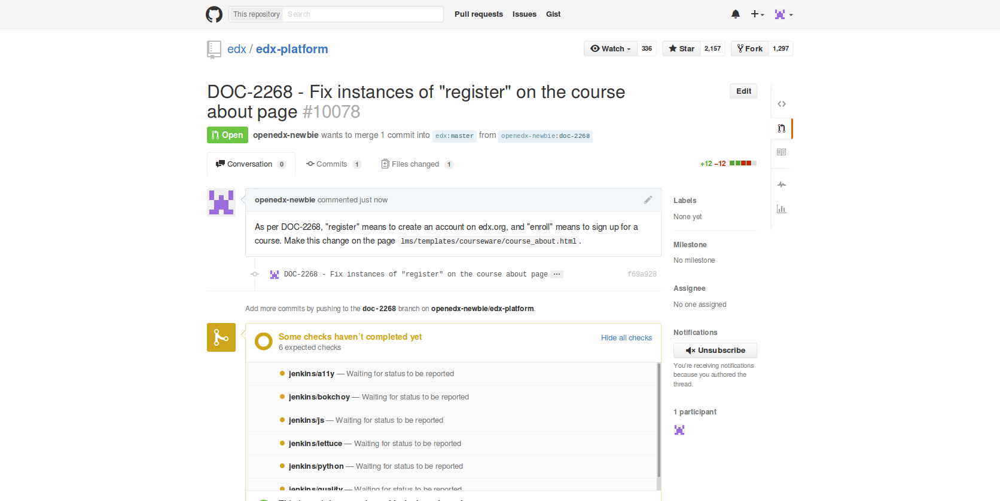 This repository Search Pull requests Issues Gist
edx / edx-platform Watch 336 Star 2,157 Fork 1,297
DOC-2268 - Fix instances of "register" on the course
about page #10078
Edit
Open openedx-newbie wants to merge 1 commit into edx:master from openedx-newbie:doc-2268
Conversation 0 Commits 1 Files changed 1 +12 −12
openedx-newbie commented just now
As per DOC-2268, "register" means to create an account on edx.org, and "enroll" means to sign up for a
course. Make this change on the page lms/templates/courseware/course_about.html.
DOC-2268 - Fix instances of "register" on the course about page ... f69a928
Add more commits by pushing to the doc-2268 branch on openedx-newbie/edx-platform.
Some checks haven’t completed yet
6 expected checks
Hide all checks
jenkins/a11y — Waiting for status to be reported
jenkins/bokchoy — Waiting for status to be reported
jenkins/js — Waiting for status to be reported
jenkins/lettuce — Waiting for status to be reported
jenkins/python — Waiting for status to be reported
jenkins/quality — Waiting for status to be reported
Labels
None yet
Milestone
No milestone
Assignee
No one assigned
Notifications
Unsubscribe
You’re receiving notifications
because you authored the
thread.
1 participant